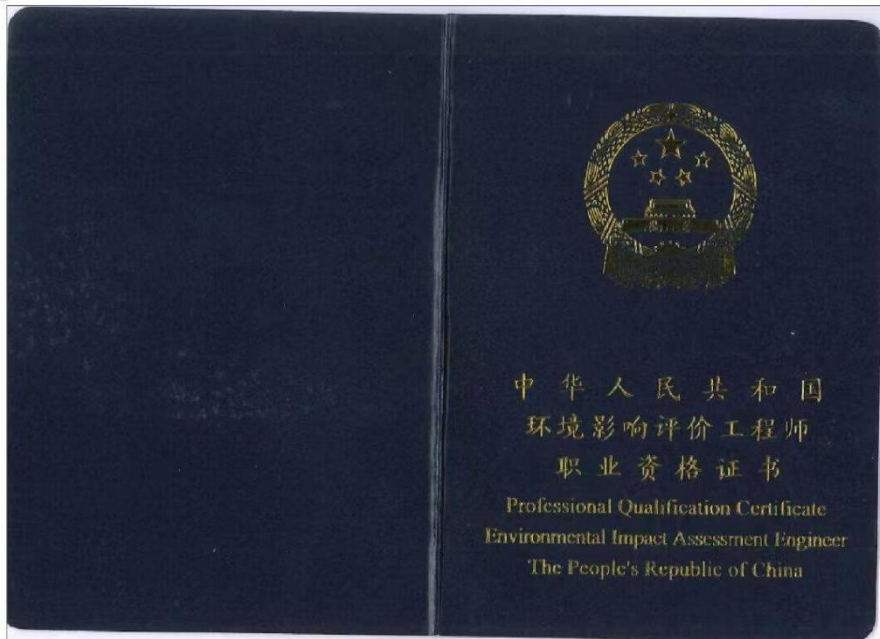 中华人民共和国
环境影响评价工程师
职业资格证书
Professional Qualification Certificate
Environmental Impact Assessment Engineer
The People's Republic of China